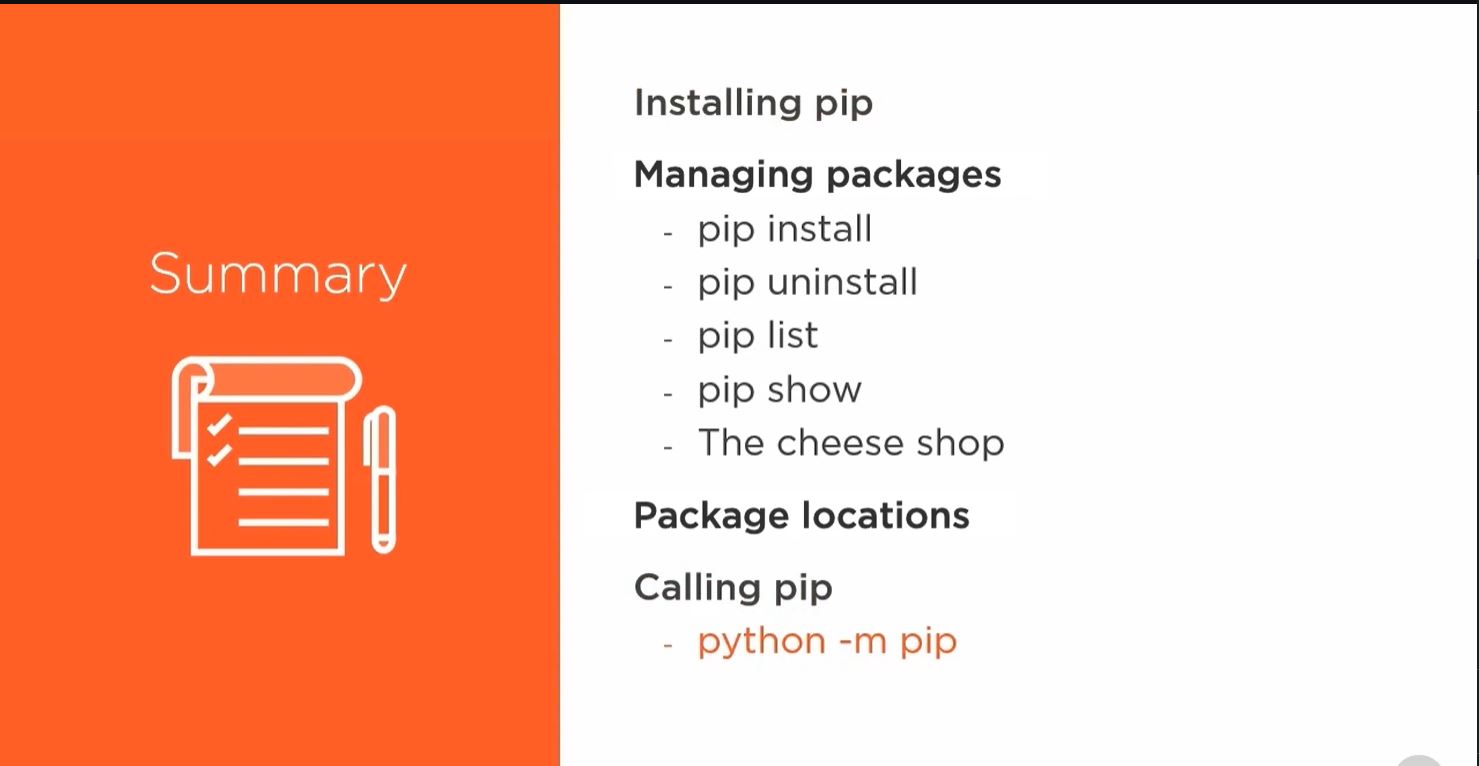 Summary
Installing pip
Managing packages
- pip install
- pip uninstall
- pip list
- pip show
- The cheese shop
Package locations
Calling pip
- python -m pip